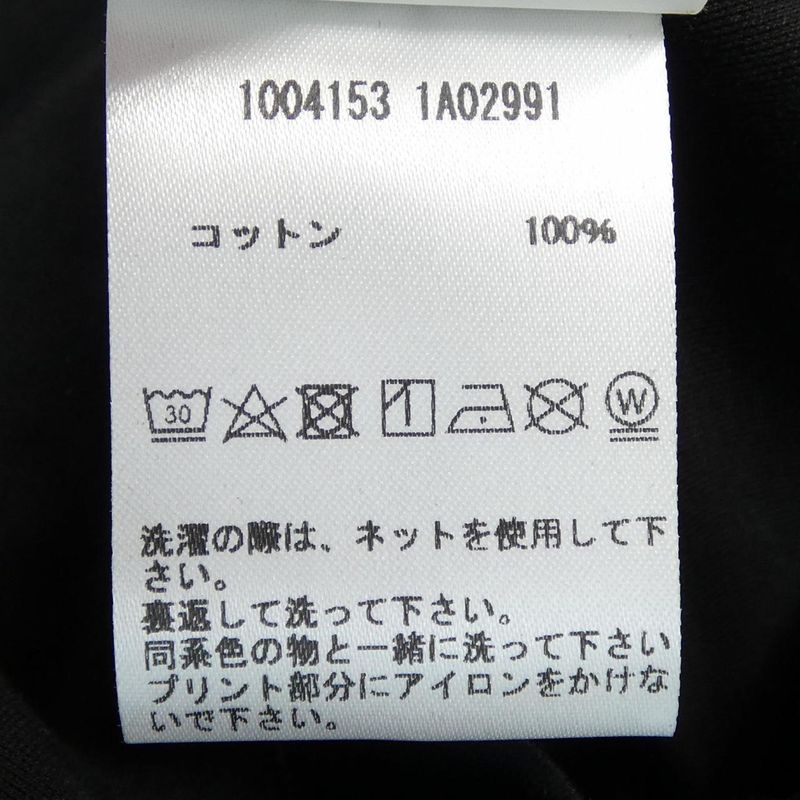 1004153 1A02991
コットン 100%
30 W
洗濯の際は、ネットを使用して下
さい。
裏返して洗って下さい。
同系色の物と一緒に洗って下さい
プリント部分にアイロンをかけな
いで下さい。